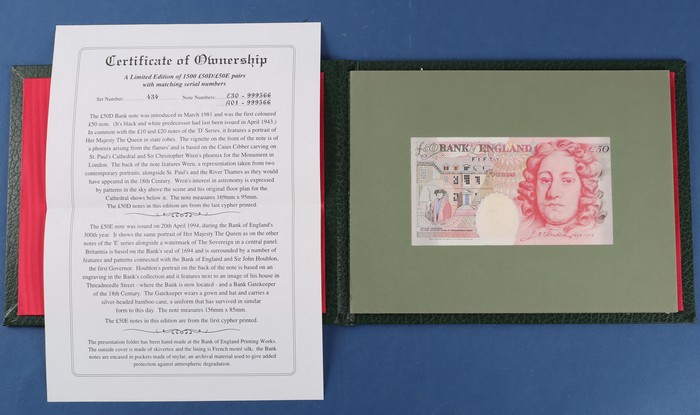 Certificate of Ownership
A Limited Edition of 1500 £50D/£50E pairs
with matching serial numbers
Set Number: 434 Note Numbers: E30 - 999566
A01 - 999566
The £50D Bank note was introduced in March 1981 and was the first coloured
£50 note. (It's black and white predecessor had last been issued in April 1943.)
In common with the £10 and £20 notes of the 'D' Series, it features a portrait of
Her Majesty The Queen in state robes. The vignette on the front of the note is of
a 'phoenix arising from the flames' and is based on the Caius Cibber carving on
St. Paul's Cathedral and Sir Christopher Wren's phoenix for the Monument in
London. The back of the note features Wren, a representation taken from two
contemporary portraits, alongside St. Paul's and the River Thames as they would
have appeared in the 18th Century. Wren's interest in astronomy is expressed
by patterns in the sky above the scene and his original floor plan for the
Cathedral shows below it. The note measures 169mm x 95mm.
The £50D notes in this edition are from the last cypher printed.
The £50E note was issued on 20th April 1994, during the Bank of England's
300th year. It shows the same portrait of Her Majesty The Queen as on the other
notes of the 'E' series alongside a watermark of The Sovereign in a central panel.
Britannia is based on the Bank's seal of 1694 and is surrounded by a number of
features and patterns connected with the Bank of England and Sir John Houblon,
the first Governor. Houblon's portrait on the back of the note is based on an
engraving in the Bank's collection and it features next to an image of his house in
Threadneedle Street - where the Bank is now located - and a Bank Gatekeeper
of the 18th Century. The Gatekeeper wears a gown and hat and carries a
silver-headed bamboo cane, a uniform that has survived in similar
form to this day. The note measures 156mm x 85mm.
The £50E notes in this edition are from the first cypher printed.
The presentation folder has been hand made at the Bank of England Printing Works.
The outside cover is made of skivertex and the lining is French moiré silk; the Bank
notes are encased in pockets of mylar, an archival material used to give added
protection against atmospheric degradation.
£50 BANK OF ENGLAND £50
FIFTY
POUNDS